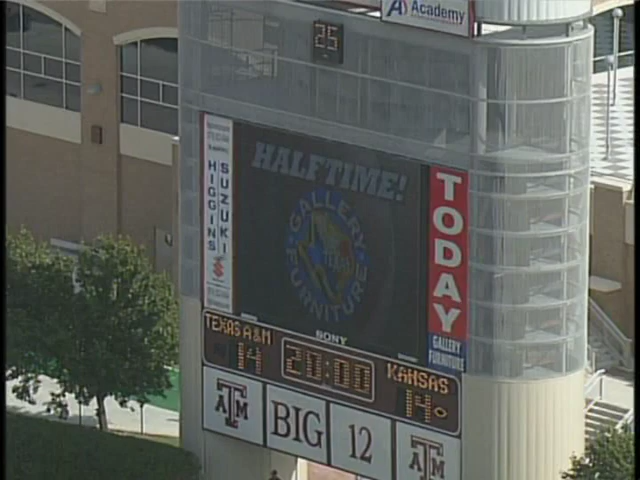 Academy
25
HIGGINS
SUZUKI
HALFTIME!
GALLERY
FURNITURE
TODAY
GALLERY
FURNITURE
SONY
TEXAS A&M
14
20:00
KANSAS
14
ATM
BIG
12
ATM